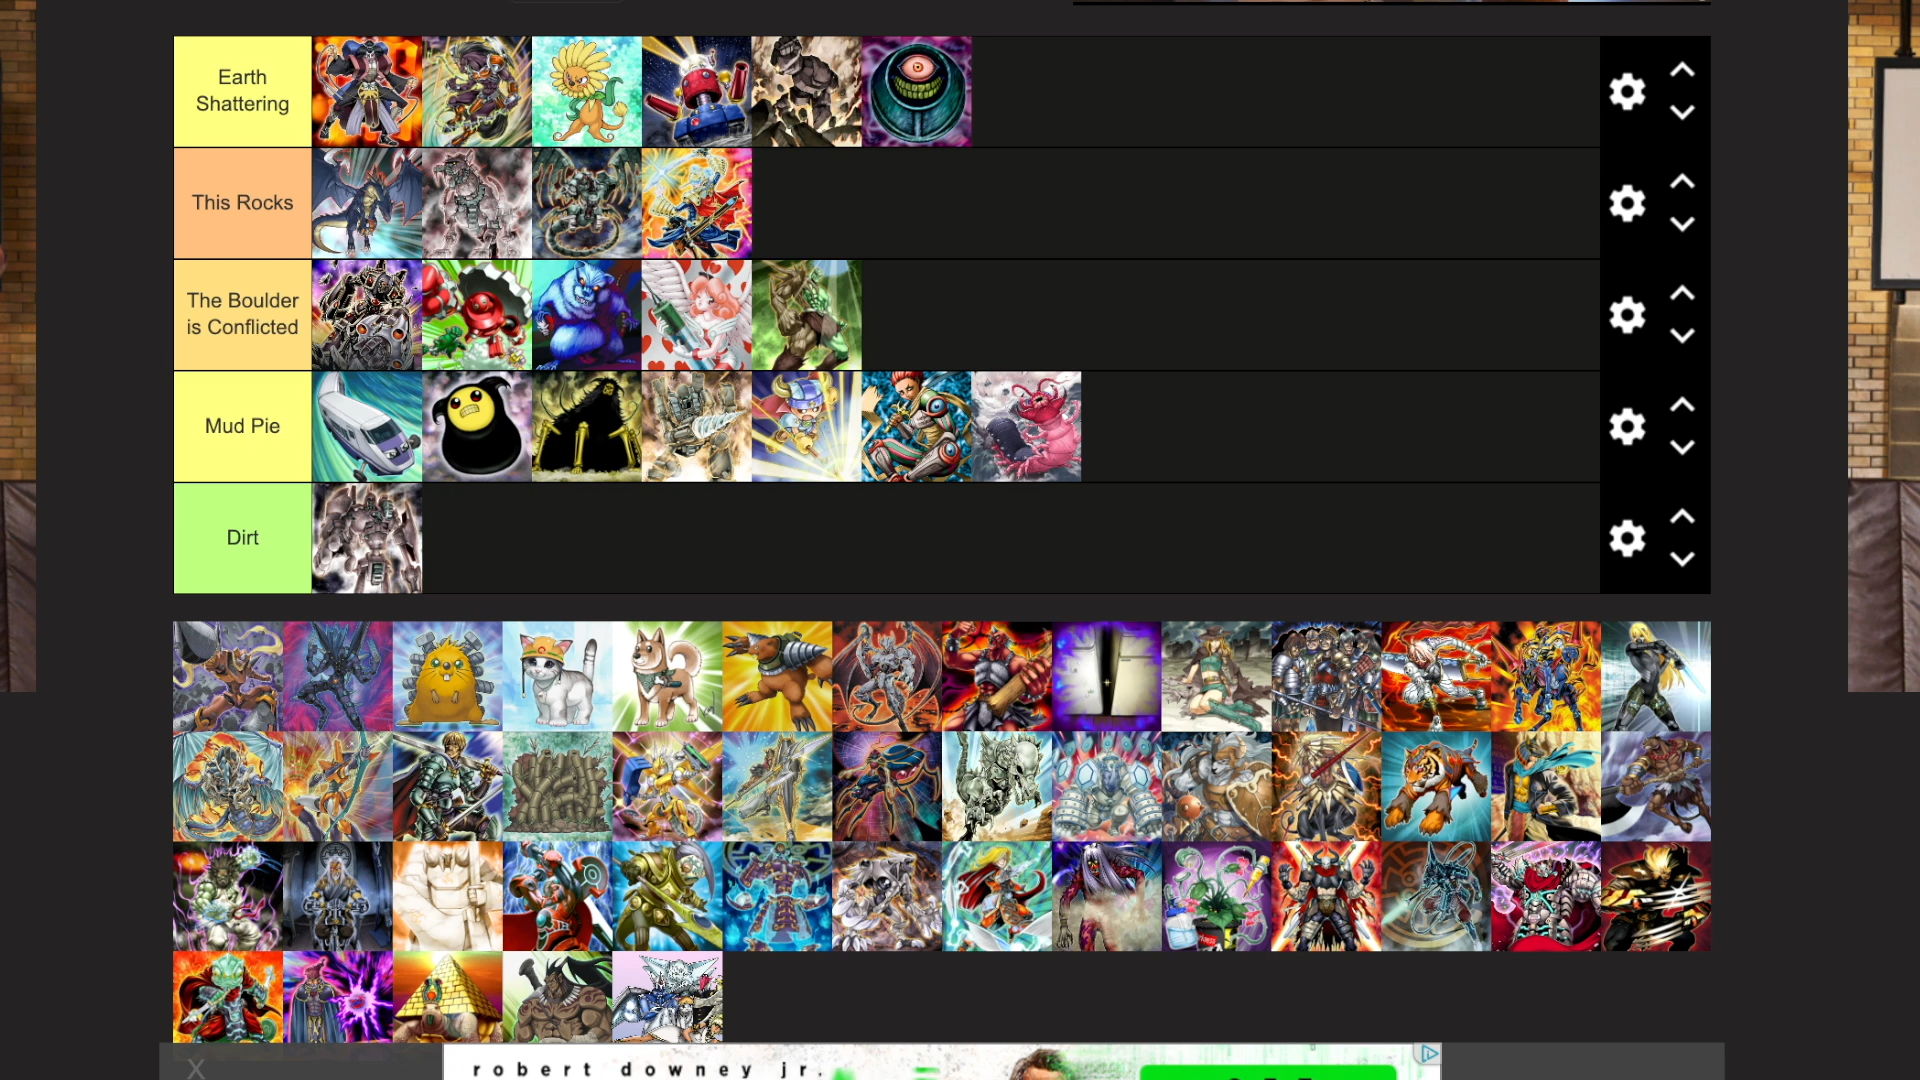 Earth
Shattering
This Rocks
The Boulder
is Conflicted
Mud Pie
Dirt
X
robert downey jr.